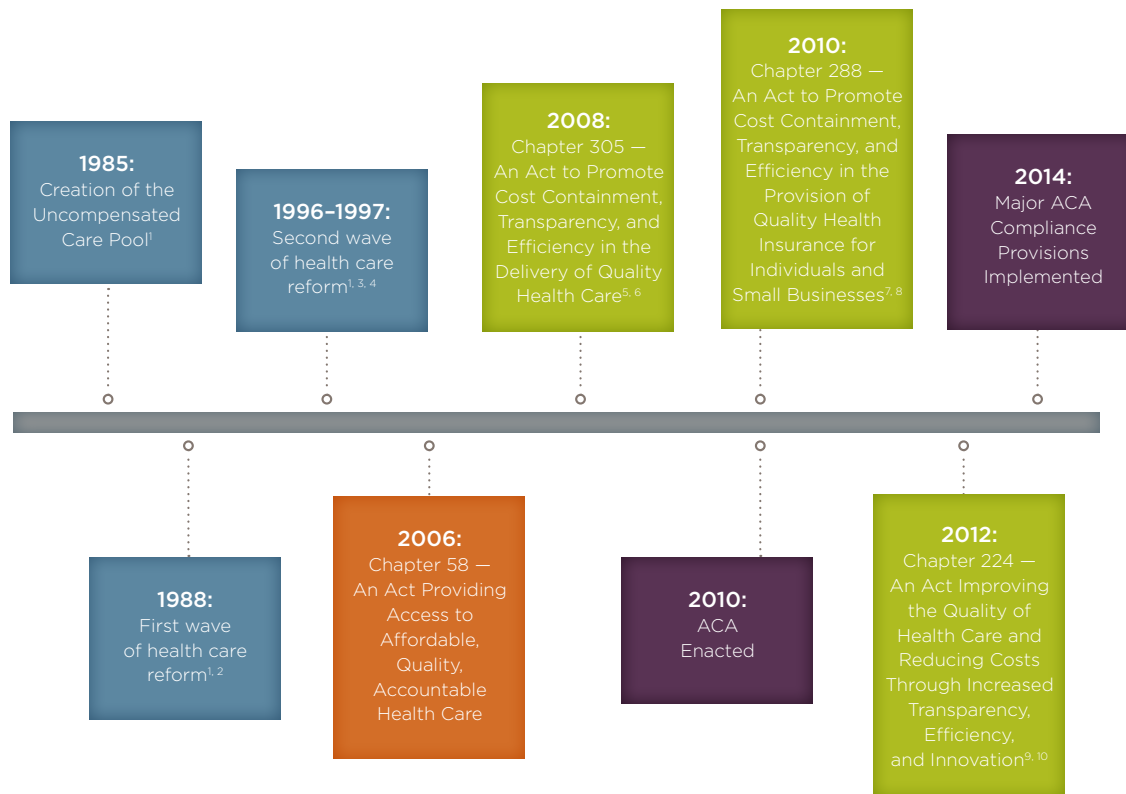 1985:
Creation of the
Uncompensated
Care Pool1
1996–1997:
Second wave
of health care
reform1, 3, 4
2008:
Chapter 305 —
An Act to Promote
Cost Containment,
Transparency, and
Efficiency in the
Delivery of Quality
Health Care5, 6
2010:
Chapter 288 —
An Act to Promote
Cost Containment,
Transparency, and
Efficiency in the
Provision of
Quality Health
Insurance for
Individuals and
Small Businesses7, 8
2014:
Major ACA
Compliance
Provisions
Implemented
1988:
First wave
of health care
reform1, 2
2006:
Chapter 58 —
An Act Providing
Access to
Affordable,
Quality,
Accountable
Health Care
2010:
ACA
Enacted
2012:
Chapter 224 —
An Act Improving
the Quality of
Health Care and
Reducing Costs
Through Increased
Transparency,
Efficiency,
and Innovation9, 10